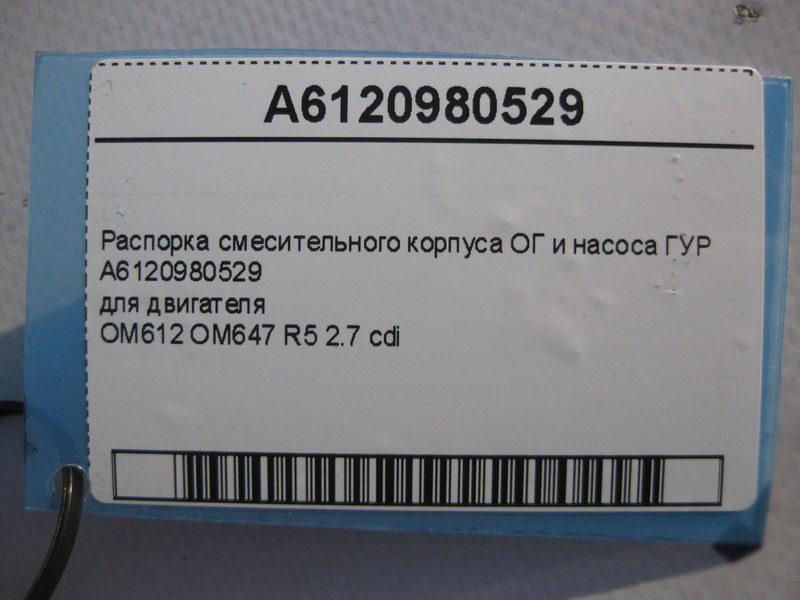 A6120980529
Распорка смесительного корпуса ОГ и насоса ГУР
A6120980529
для двигателя
OM612 OM647 R5 2.7 cdi